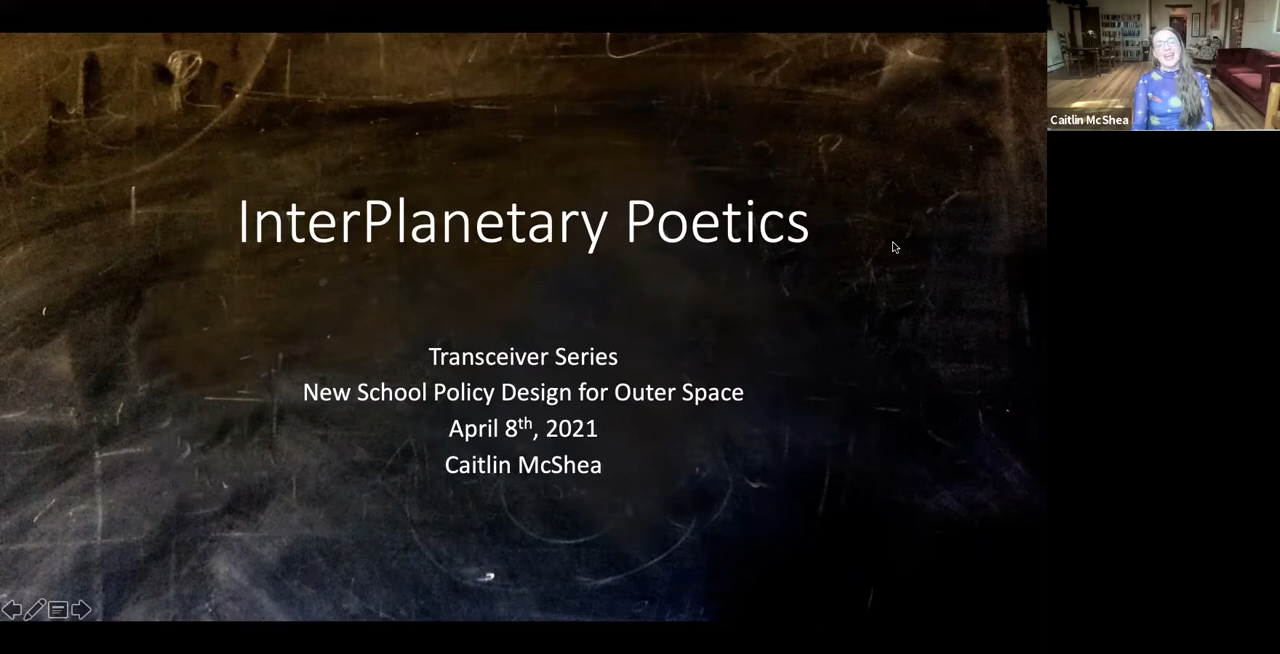 InterPlanetary Poetics
Transceiver Series
New School Policy Design for Outer Space
April 8th, 2021
Caitlin McShea
Caitlin McShea